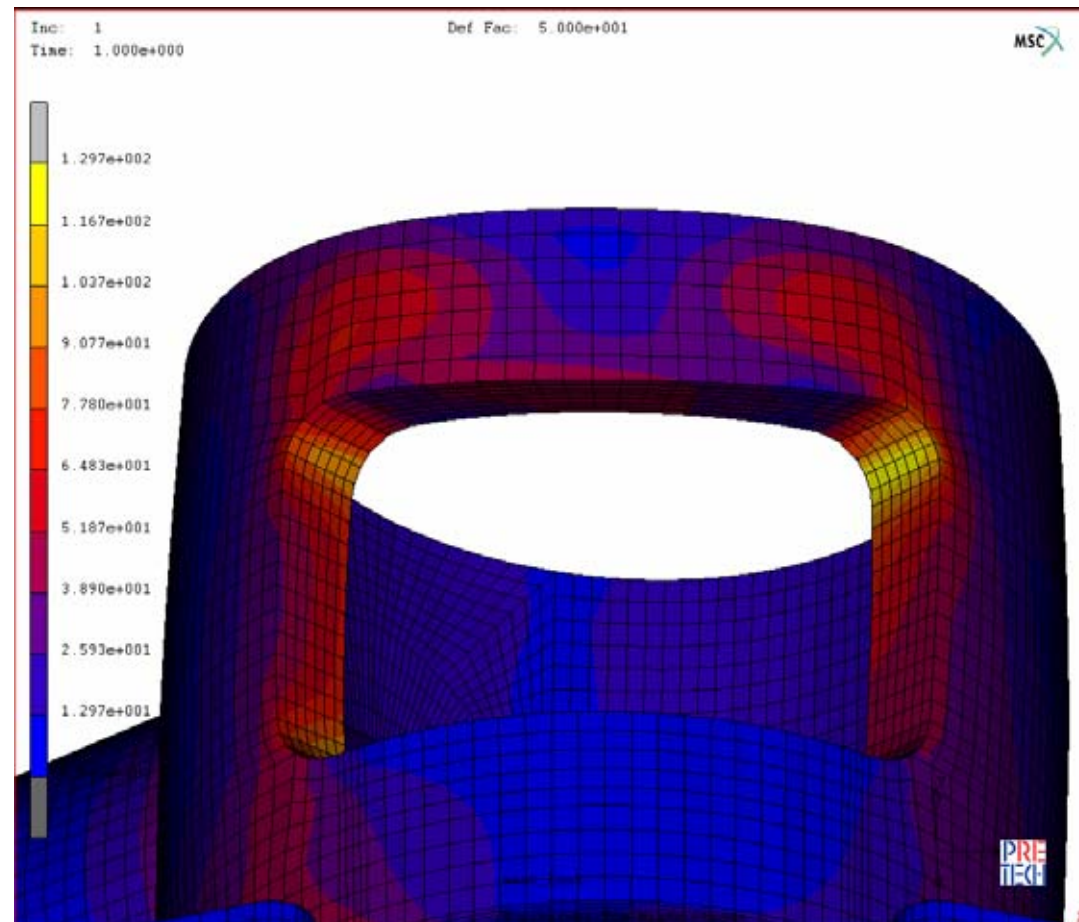 Inc: 1
Time: 1.000e+000
Def Fac: 5.000e+001
MSC
1.297e+002
1.167e+002
1.037e+002
9.077e+001
7.780e+001
6.483e+001
5.187e+001
3.890e+001
2.593e+001
1.297e+001
PRE
TECH